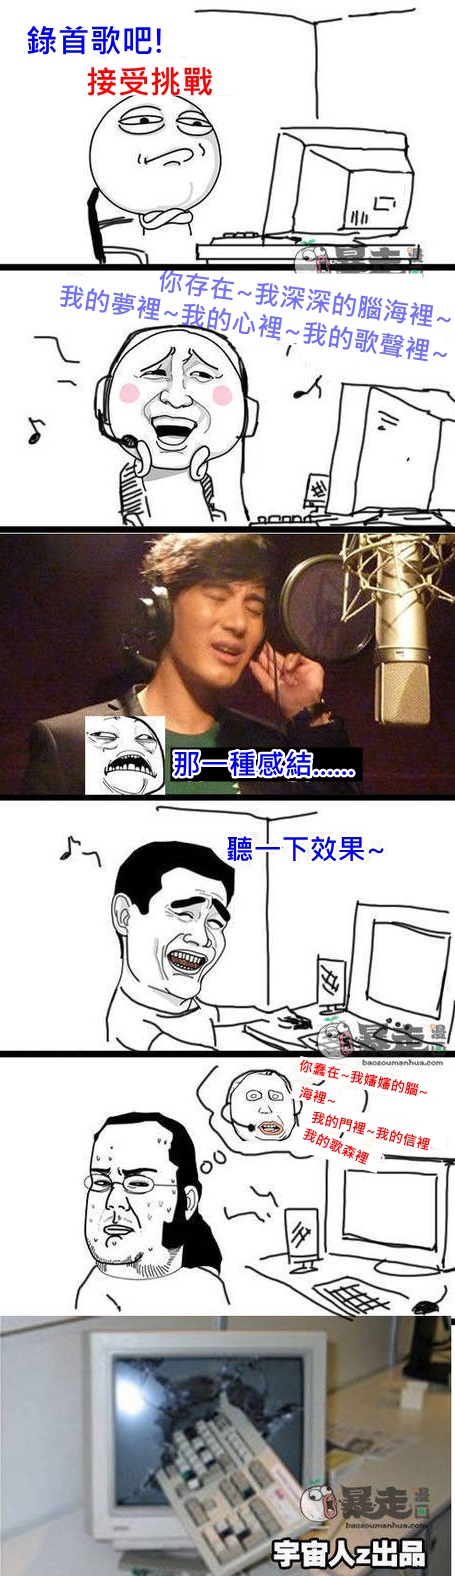 錄首歌吧!
接受挑戰
暴走漫画
你存在~我深深的腦海裡~
我的夢裡~我的心裡~我的歌聲裡~
那一種感結......
聽一下效果~
暴走漫画
baozoumanhua.com
你蠢在~我嬸嬸的腦~
海裡~
我的門裡~我的信裡
我的歌森裡
暴走漫画
baozoumanhua.com
宇宙人z出品